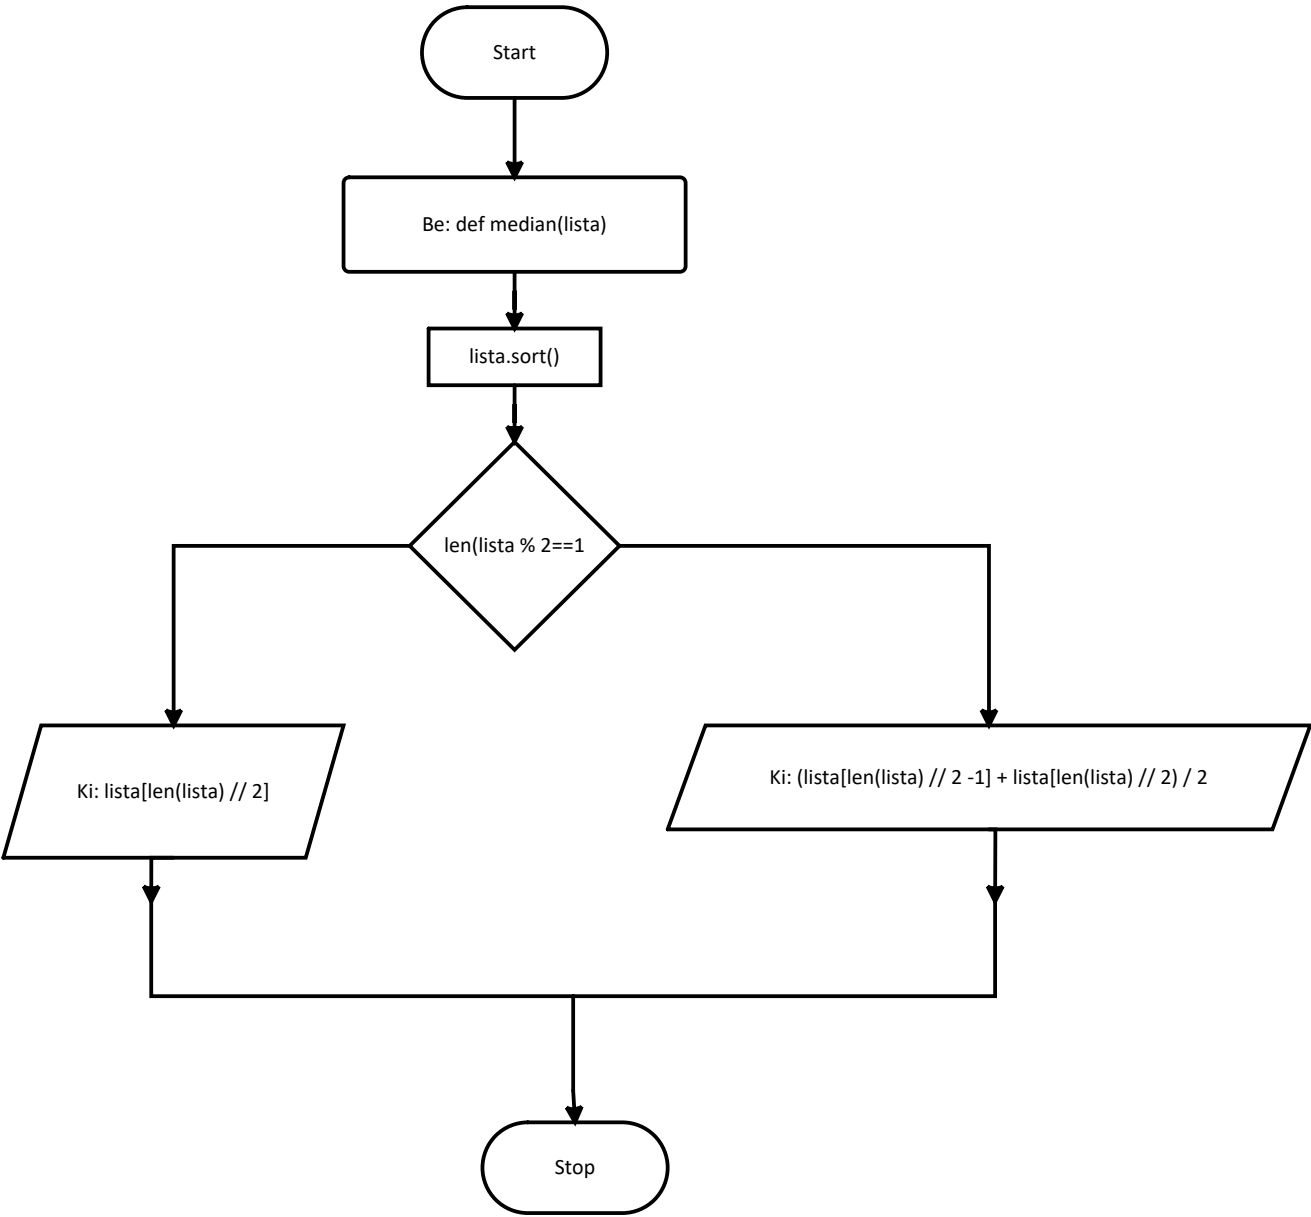 Start
Be: def median(lista)
lista.sort()
len(lista % 2==1
Ki: lista[len(lista) // 2]
Ki: (lista[len(lista) // 2 -1] + lista[len(lista) // 2) / 2
Stop